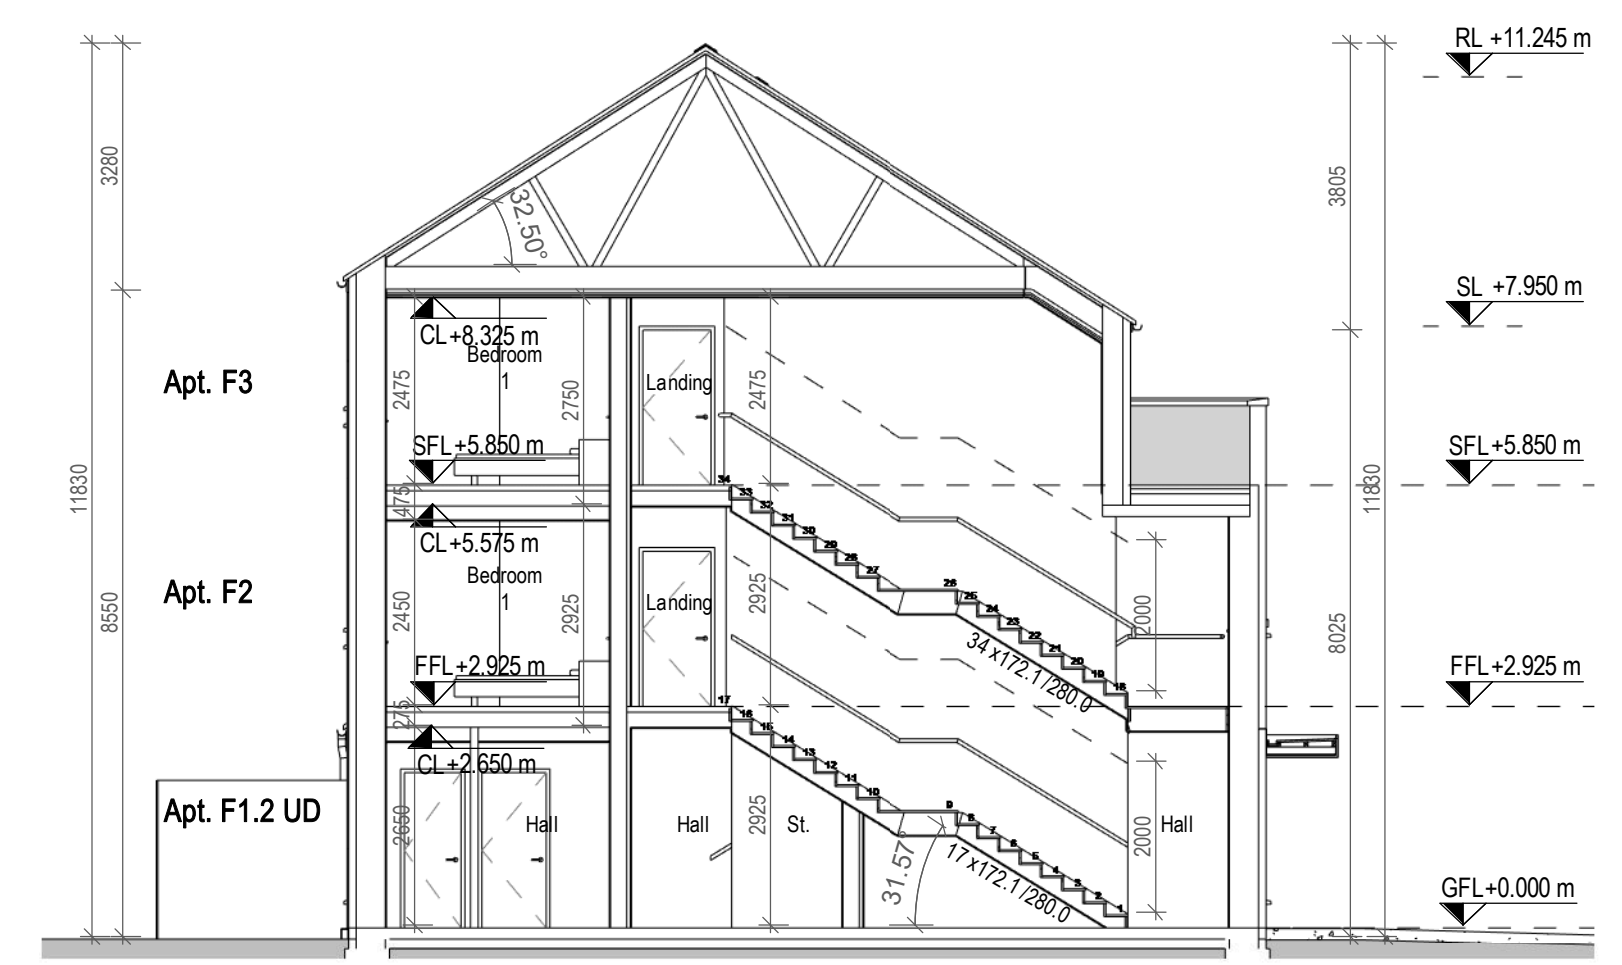 RL +11.245 m
3280
3805
32.50°
SL +7.950 m
CL+8.325 m
Bedroom
1
Apt. F3
Landing
2475
2750
2475
SFL+5.850 m
SFL+5.850 m
11830
11830
475
34
33
32
31
30
29
28
27
26
25
24
23
22
21
20
19
18
CL+5.575 m
Bedroom
1
Apt. F2
Landing
8550
2450
2925
2925
2000
8025
34 x172.1/280.0
FFL+2.925 m
FFL+2.925 m
275
17
16
15
14
13
12
11
10
9
8
7
6
5
4
3
2
1
CL+2.650 m
Apt. F1.2 UD
2650
Hall
Hall
2925
St.
31.57°
17 x172.1/280.0
2000
Hall
GFL+0.000 m